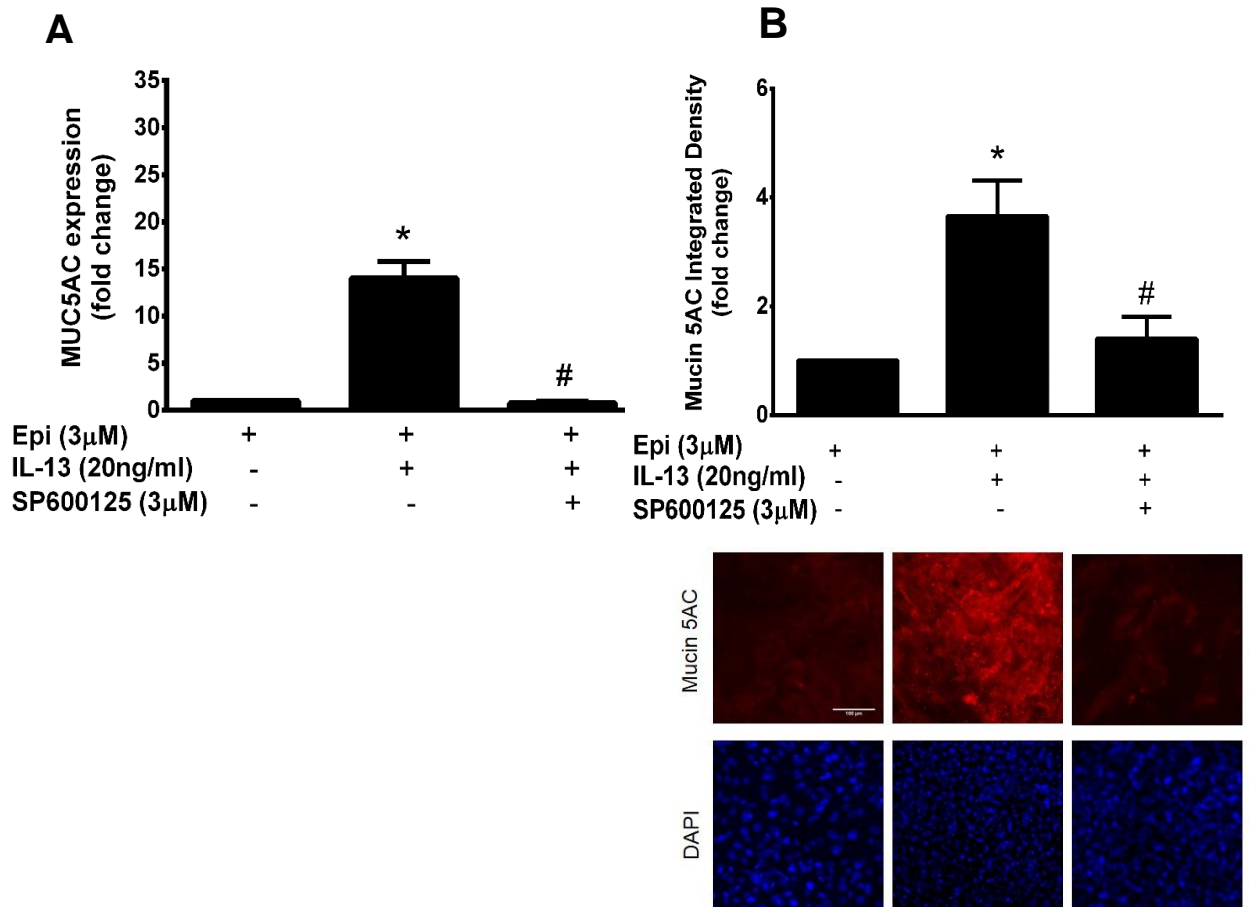 A
MUC5AC expression
(fold change)
35
30
25
20
15
10
5
0
*
#
Epi (3μM) + + +
IL-13 (20ng/ml) - + +
SP600125 (3μM) - - +
B
Mucin 5AC Integrated Density
(fold change)
6
4
2
0
*
#
Epi (3μM) + + +
IL-13 (20ng/ml) - + +
SP600125 (3μM) - - +
Mucin 5AC
100 μm
DAPI